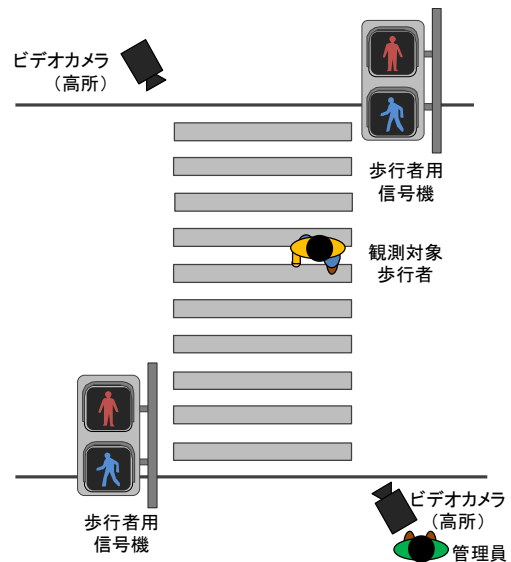 ビデオカメラ
（高所）
歩行者用
信号機
観測対象
歩行者
歩行者用
信号機
ビデオカメラ
（高所）
管理員